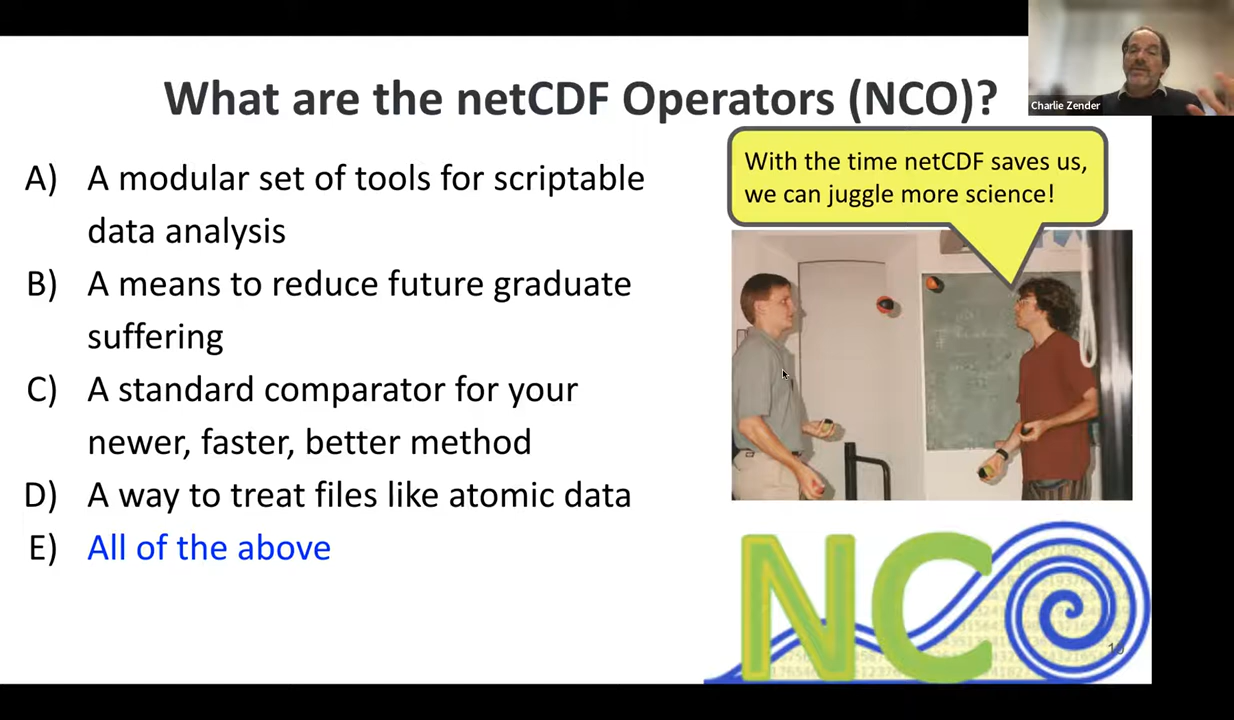 What are the netCDF Operators (NCO)?
Charlie Zender
A) A modular set of tools for scriptable
data analysis
B) A means to reduce future graduate
suffering
C) A standard comparator for your
newer, faster, better method
D) A way to treat files like atomic data
E) All of the above
With the time netCDF saves us,
we can juggle more science!
NCO